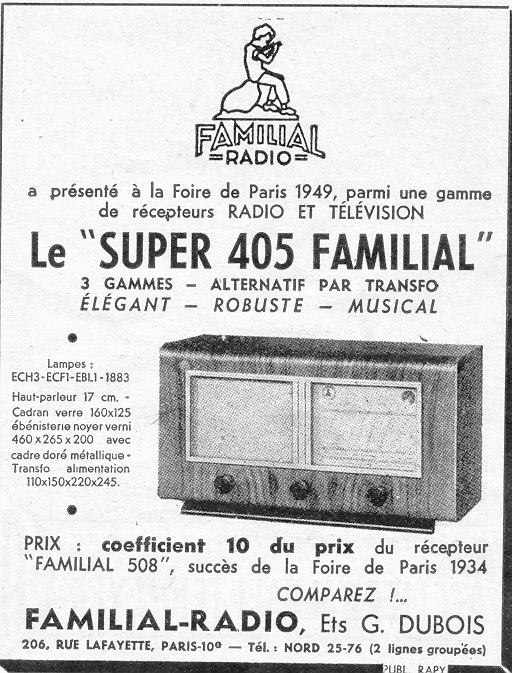 FAMILIAL
=RADIO=
a présenté à la Foire de Paris 1949, parmi une gamme
de récepteurs RADIO ET TÉLÉVISION
Le "SUPER 405 FAMILIAL"
3 GAMMES — ALTERNATIF PAR TRANSFO
ÉLÉGANT — ROBUSTE — MUSICAL
Lampes :
ECH3-ECF1-EBL1-1883
Haut-parleur 17 cm. -
Cadran verre 160x125
ébénisterie noyer verni
460x265x200 avec
cadre doré métallique -
Transfo alimentation
110x150x220x245.
PRIX : coefficient 10 du prix du récepteur
"FAMILIAL 508", succès de la Foire de Paris 1934
COMPAREZ !...
FAMILIAL-RADIO, Ets G. DUBOIS
206, RUE LAFAYETTE, PARIS-10e — Tél. : NORD 25-76 (2 lignes groupées)
PUBL. RAPY